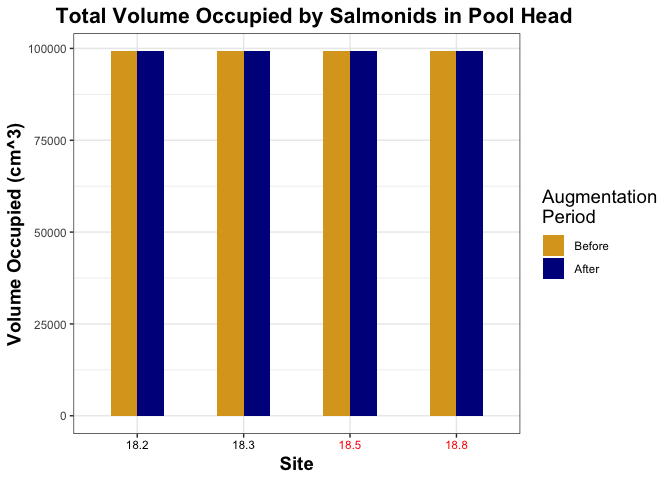 Total Volume Occupied by Salmonids in Pool Head
Volume Occupied (cm^3)
100000
75000
50000
25000
0
18.2
18.3
18.5
18.8
Site
Augmentation
Period
Before
After